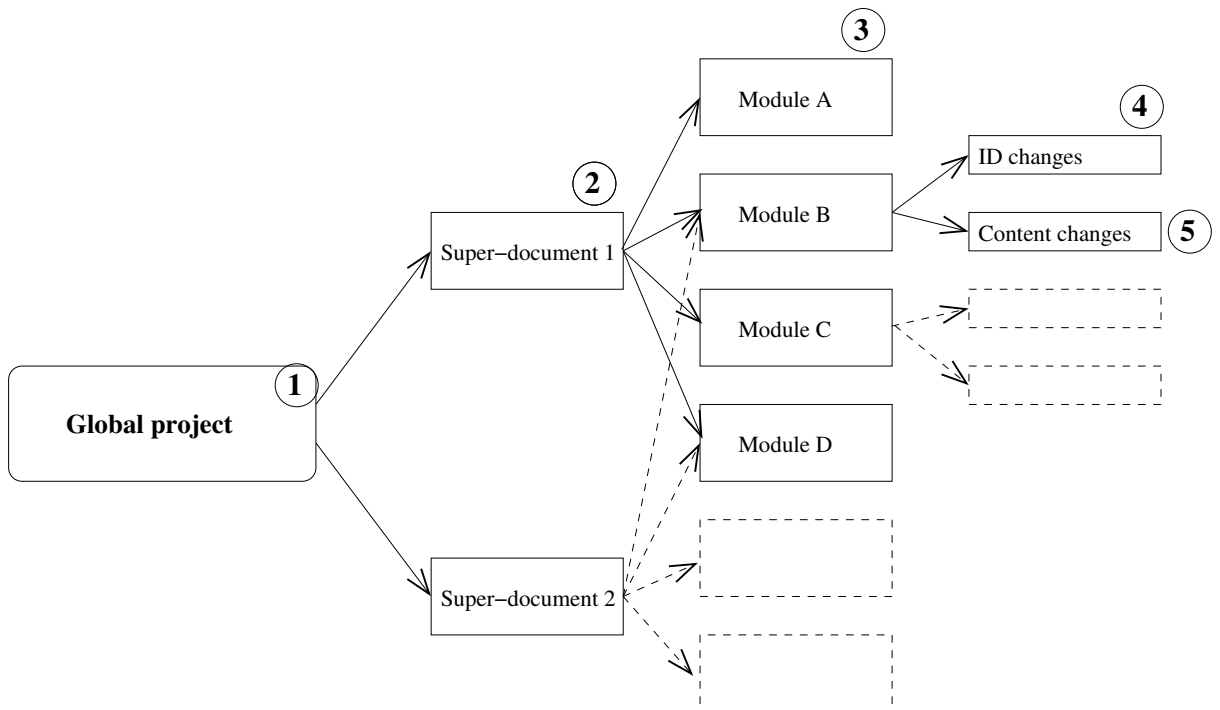 3
Module A
4
ID changes
2
Module B
Super−document 1
Content changes
5
Module C
1
Global project
Module D
Super−document 2